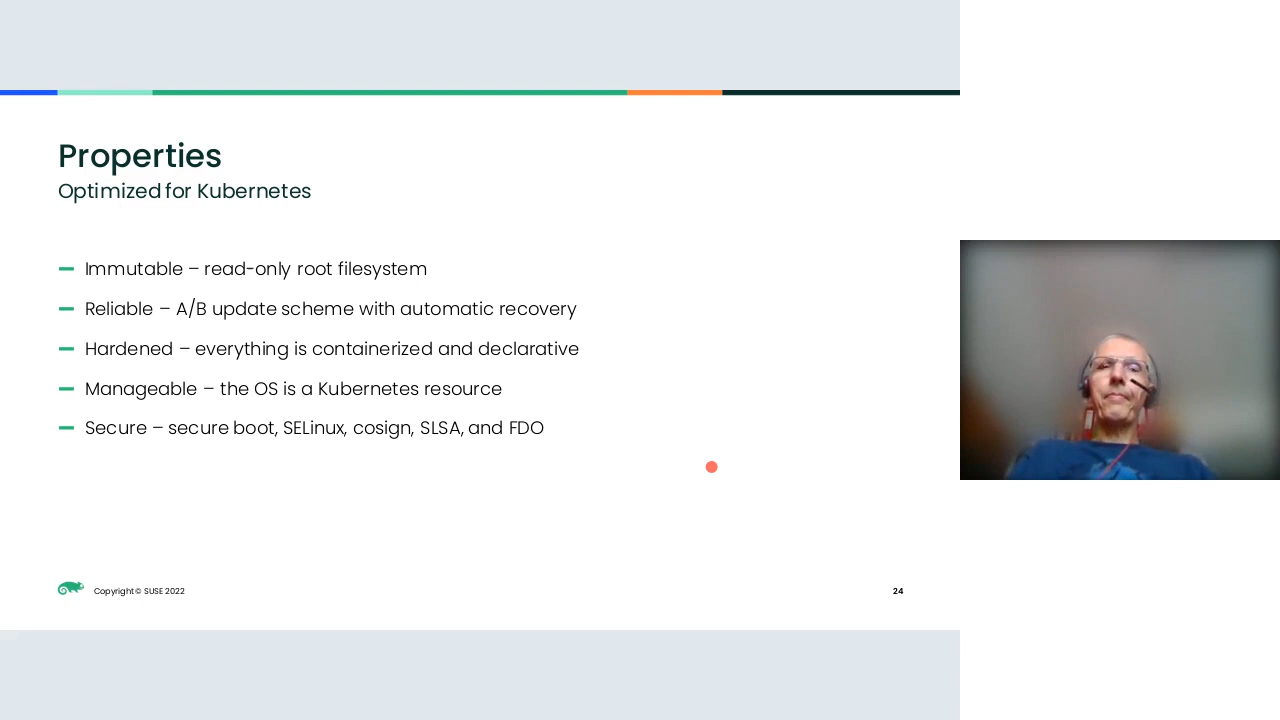 Properties
Optimized for Kubernetes
Immutable – read-only root filesystem
Reliable – A/B update scheme with automatic recovery
Hardened – everything is containerized and declarative
Manageable – the OS is a Kubernetes resource
Secure – secure boot, SELinux, cosign, SLSA, and FDO
Copyright © SUSE 2022
24